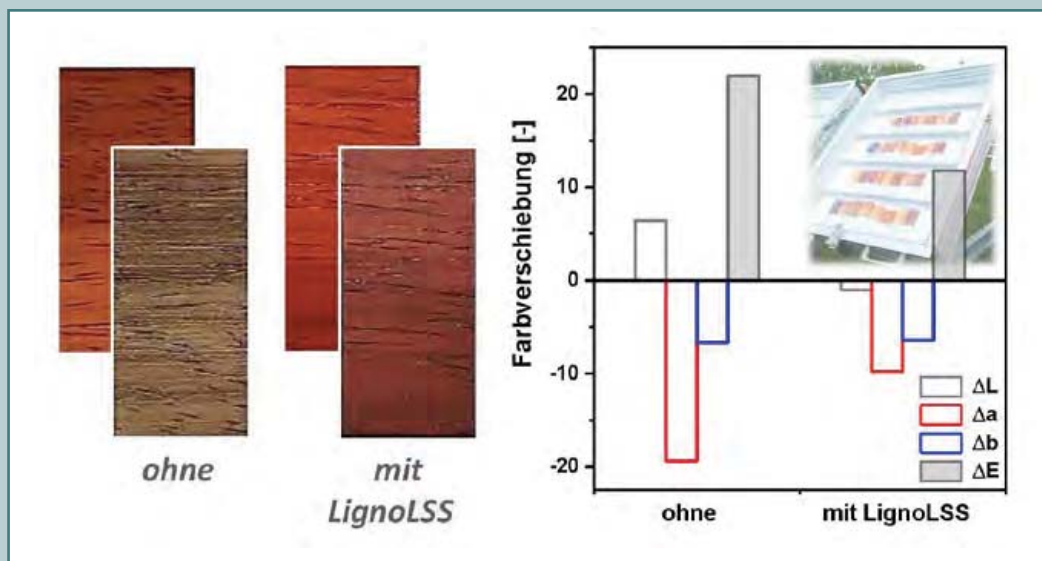 ohne
mit
LignoLSS
Farbverschiebung [-]
20
10
0
-10
-20
ΔL
Δa
Δb
ΔE
ohne
mit LignoLSS